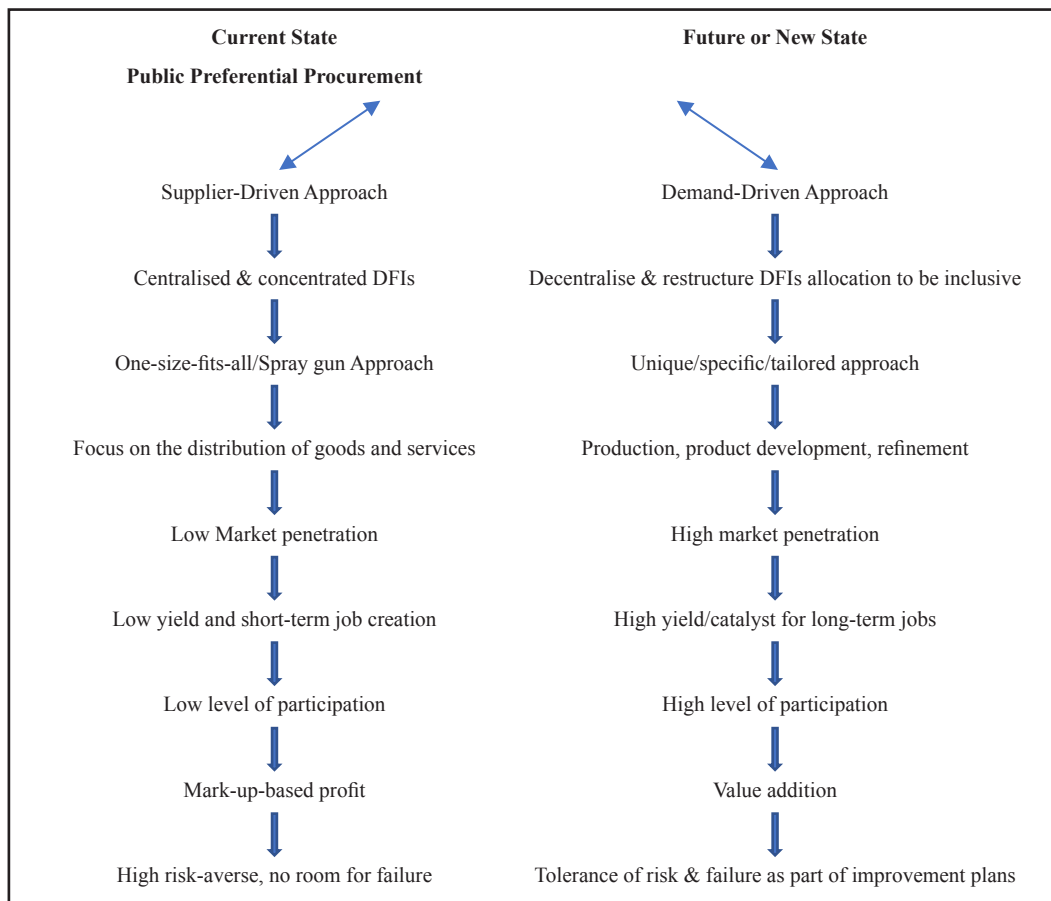 Current State
Public Preferential Procurement
Supplier-Driven Approach
Centralised & concentrated DFIs
One-size-fits-all/Spray gun Approach
Focus on the distribution of goods and services
Low Market penetration
Low yield and short-term job creation
Low level of participation
Mark-up-based profit
High risk-averse, no room for failure
Future or New State
Demand-Driven Approach
Decentralise & restructure DFIs allocation to be inclusive
Unique/specific/tailored approach
Production, product development, refinement
High market penetration
High yield/catalyst for long-term jobs
High level of participation
Value addition
Tolerance of risk & failure as part of improvement plans